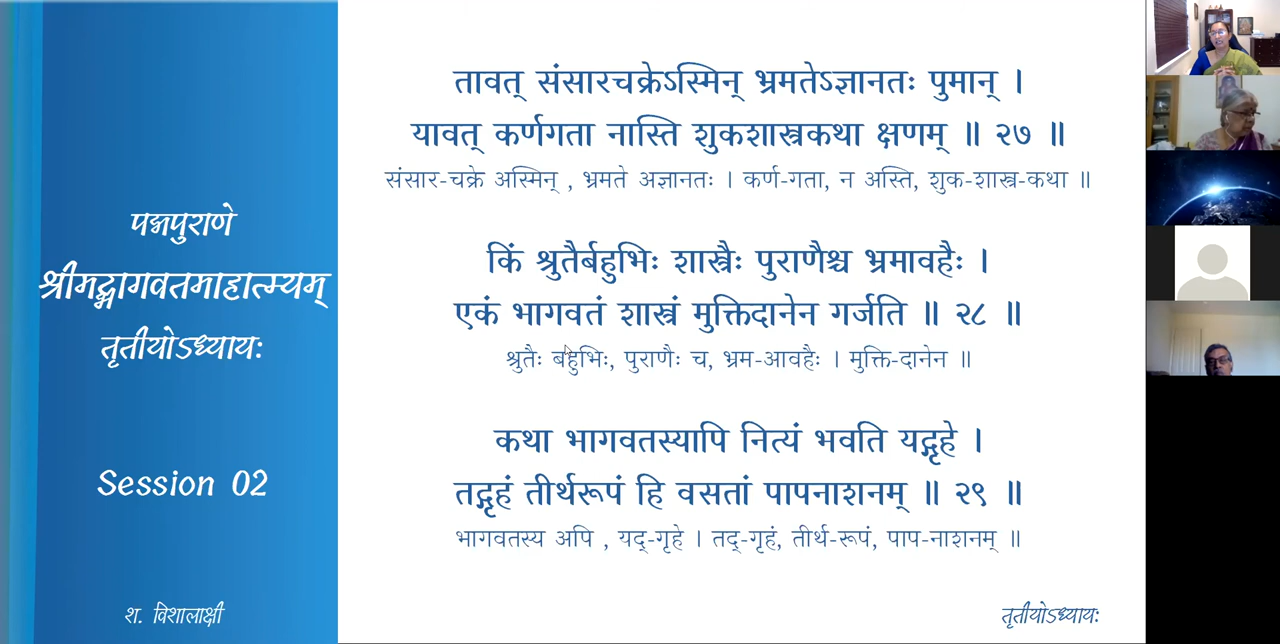 पद्मपुराणे
श्रीमद्भागवतमाहात्म्यम्
तृतीयोऽध्यायः
Session 02
श. विशालाक्षी
तावत् संसारचक्रेऽस्मिन् भ्रमतेऽज्ञानतः पुमान् ।
यावत् कर्णगता नास्ति शुकशास्त्रकथा क्षणम् ॥ २७ ॥
संसार-चक्रे अस्मिन् , भ्रमते अज्ञानतः । कर्ण-गता, न अस्ति, शुक-शास्त्र-कथा ॥
किं श्रुतैर्बहुभिः शास्त्रैः पुराणैश्च भ्रमावहैः ।
एकं भागवतं शास्त्रं मुक्तिदानेन गर्जति ॥ २८ ॥
श्रुतैः बहुभिः, पुराणैः च, भ्रम-आवहैः । मुक्ति-दानेन ॥
कथा भागवतस्यापि नित्यं भवति यद्गृहे ।
तद्गृहं तीर्थरूपं हि वसतां पापनाशनम् ॥ २९ ॥
भागवतस्य अपि , यद्-गृहे । तद्-गृहं, तीर्थ-रूपं, पाप-नाशनम् ॥
तृतीयोऽध्यायः